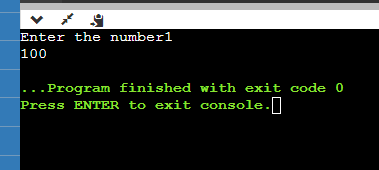 Enter the number1
100
...Program finished with exit code 0
Press ENTER to exit console.